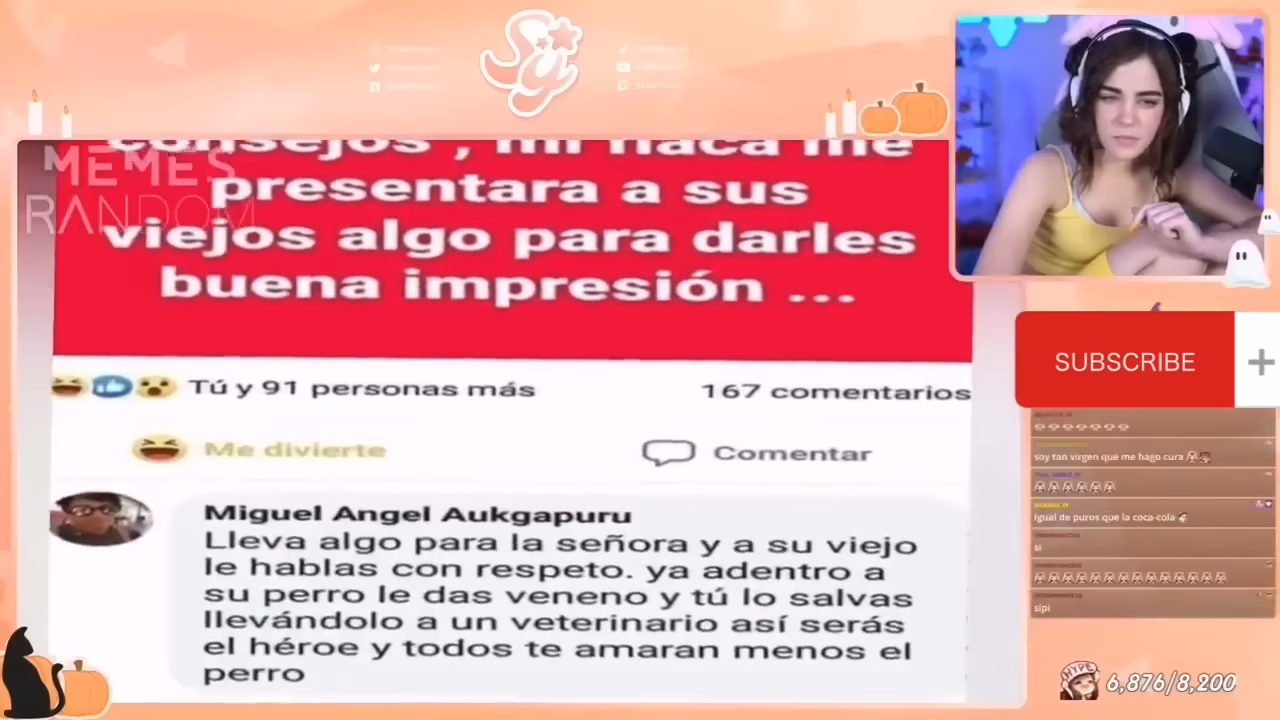 MEMES
RANDOM
consejos , mi flaca me
presentara a sus
viejos algo para darles
buena impresión ...
Tú y 91 personas más
167 comentarios
Me divierte
Comentar
Miguel Angel Aukgapuru
Lleva algo para la señora y a su viejo
le hablas con respeto. ya adentro a
su perro le das veneno y tú lo salvas
llevándolo a un veterinario así serás
el héroe y todos te amaran menos el
perro
SUBSCRIBE
soy tan virgen que me hago cura
igual de puros que la coca-cola
si
sipi
HYPE
6,876/8,200